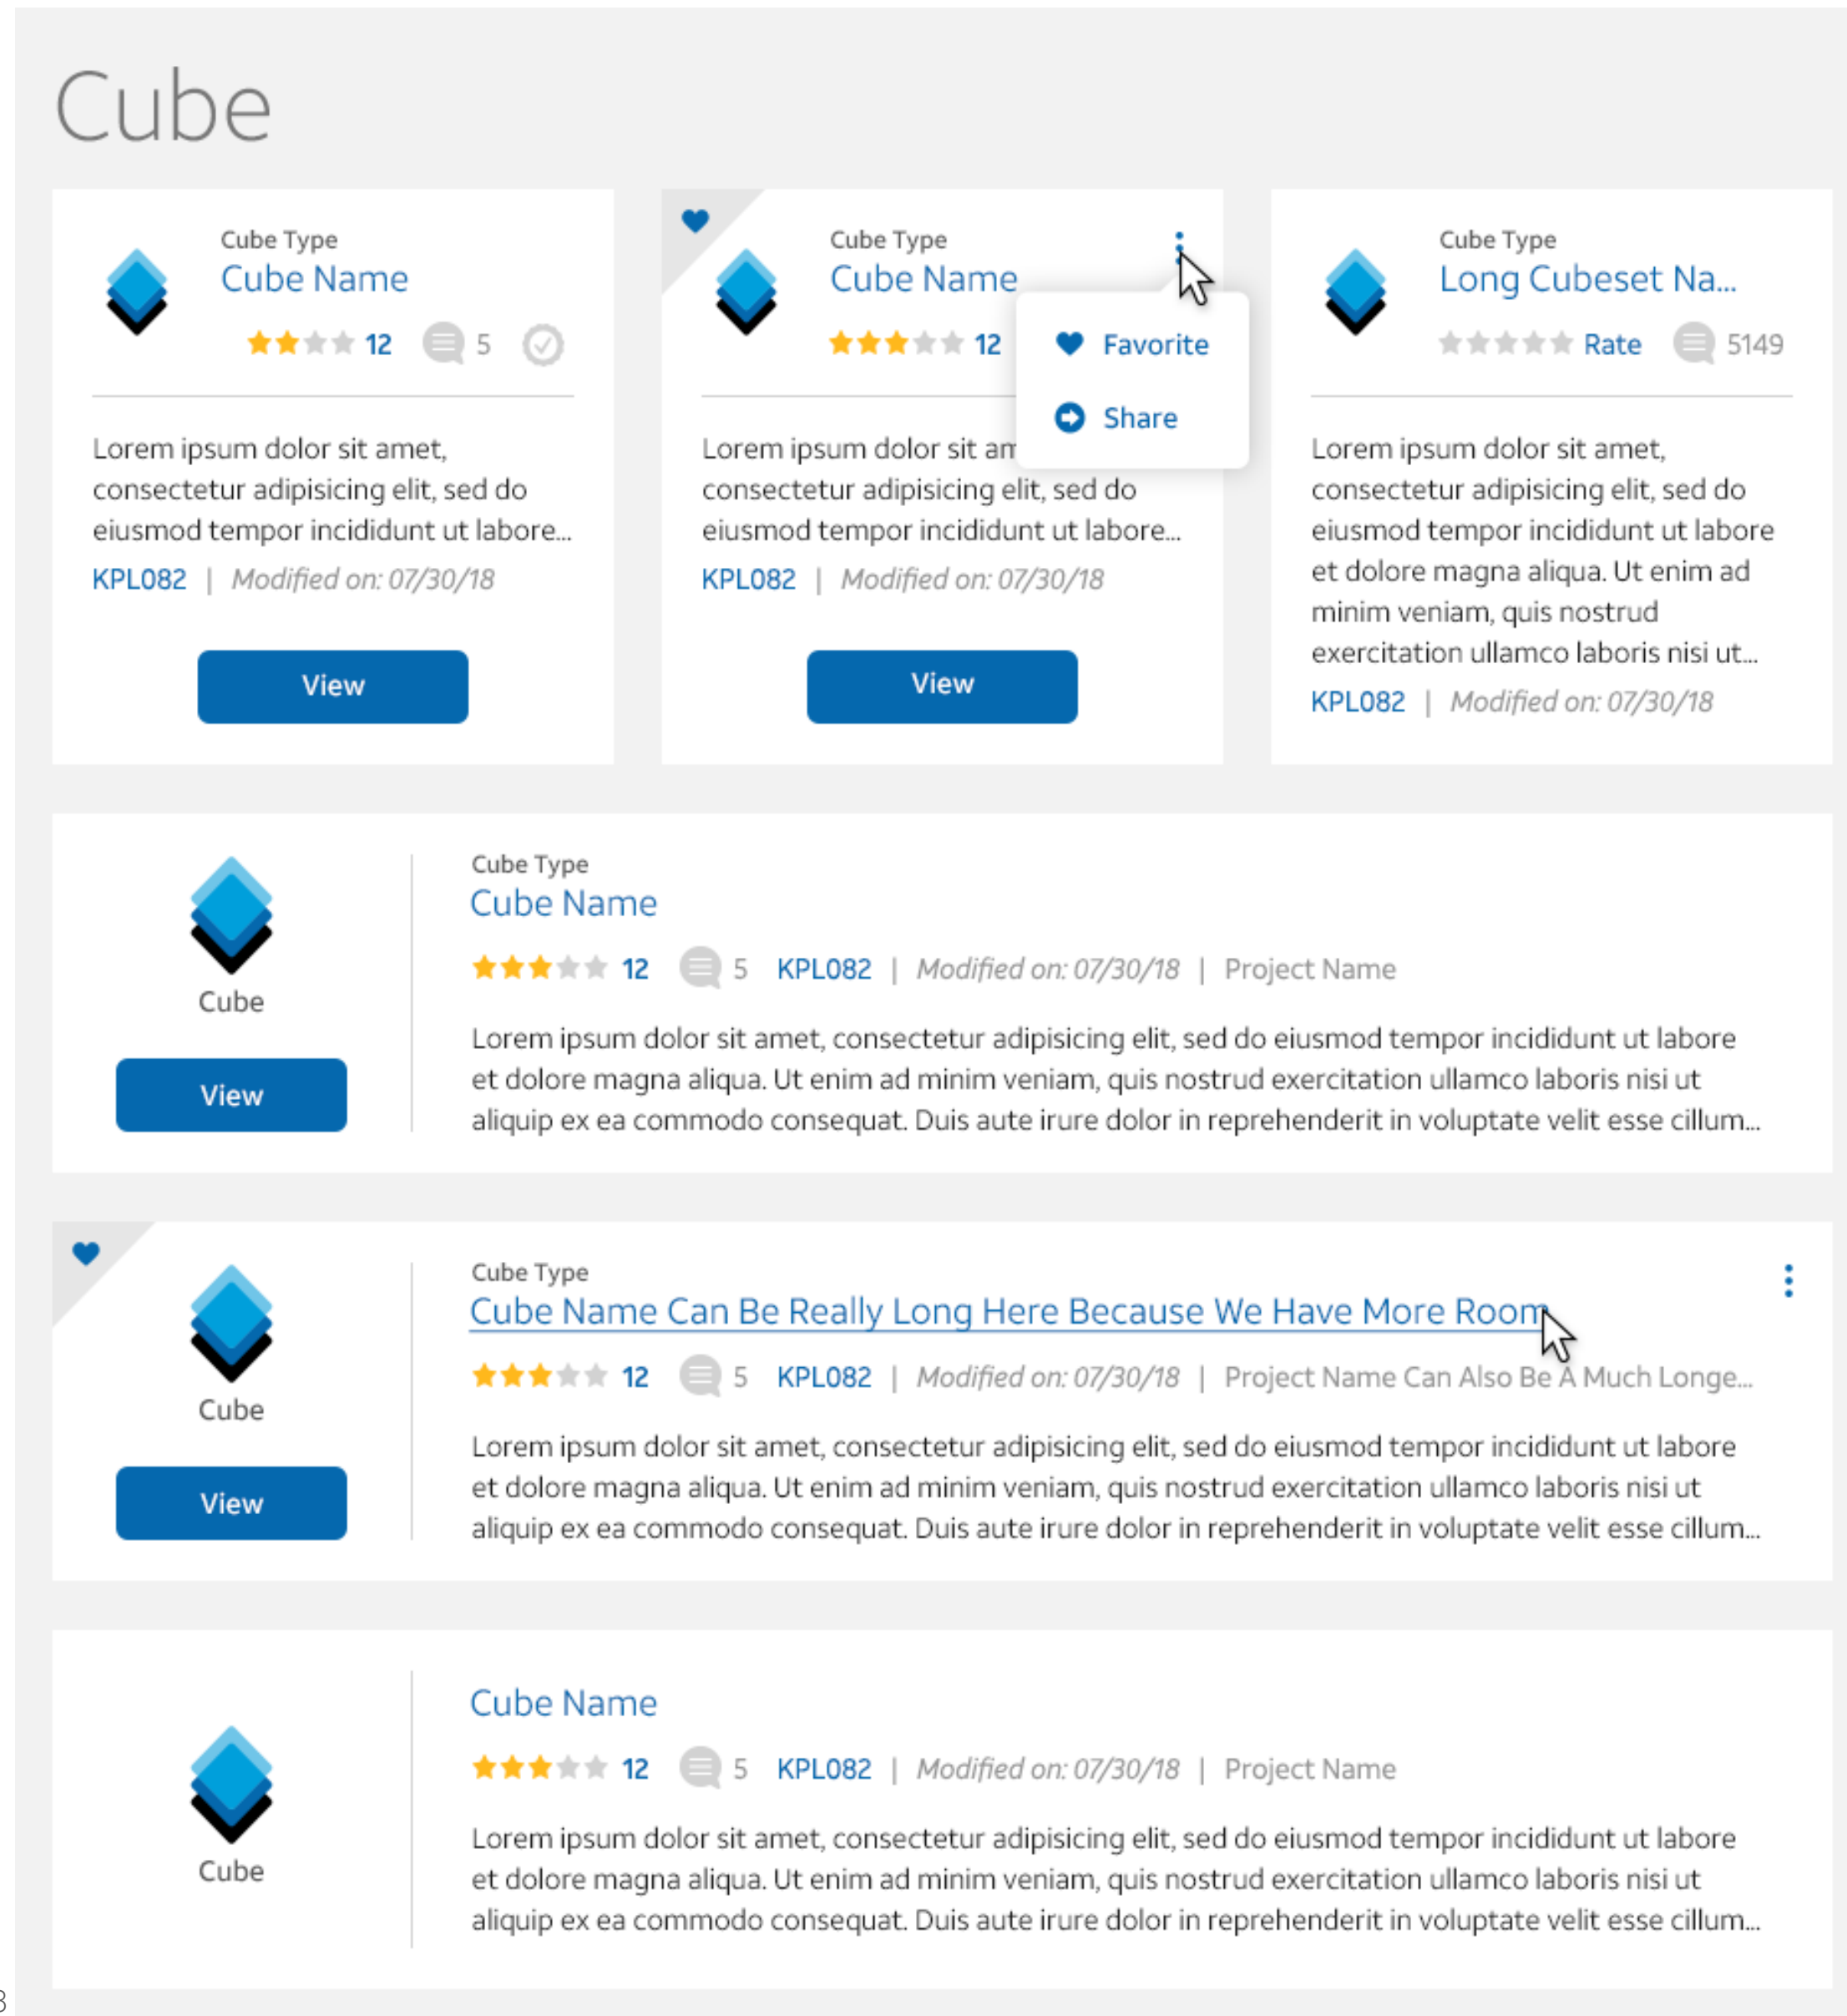 Cube
Cube Type
Cube Name
12 5
Lorem ipsum dolor sit amet,
consectetur adipisicing elit, sed do
eiusmod tempor incididunt ut labore...
KPL082 | Modified on: 07/30/18
View
Cube Type
Cube Name
12
Favorite
Share
Lorem ipsum dolor sit am
consectetur adipisicing elit, sed do
eiusmod tempor incididunt ut labore...
KPL082 | Modified on: 07/30/18
View
Cube Type
Long Cubeset Na...
Rate 5149
Lorem ipsum dolor sit amet,
consectetur adipisicing elit, sed do
eiusmod tempor incididunt ut labore
et dolore magna aliqua. Ut enim ad
minim veniam, quis nostrud
exercitation ullamco laboris nisi ut...
KPL082 | Modified on: 07/30/18
Cube
View
Cube Type
Cube Name
12 5 KPL082 | Modified on: 07/30/18 | Project Name
Lorem ipsum dolor sit amet, consectetur adipisicing elit, sed do eiusmod tempor incididunt ut labore
et dolore magna aliqua. Ut enim ad minim veniam, quis nostrud exercitation ullamco laboris nisi ut
aliquip ex ea commodo consequat. Duis aute irure dolor in reprehenderit in voluptate velit esse cillum...
Cube
View
Cube Type
Cube Name Can Be Really Long Here Because We Have More Room
12 5 KPL082 | Modified on: 07/30/18 | Project Name Can Also Be A Much Longe...
Lorem ipsum dolor sit amet, consectetur adipisicing elit, sed do eiusmod tempor incididunt ut labore
et dolore magna aliqua. Ut enim ad minim veniam, quis nostrud exercitation ullamco laboris nisi ut
aliquip ex ea commodo consequat. Duis aute irure dolor in reprehenderit in voluptate velit esse cillum...
Cube
Cube Name
12 5 KPL082 | Modified on: 07/30/18 | Project Name
Lorem ipsum dolor sit amet, consectetur adipisicing elit, sed do eiusmod tempor incididunt ut labore
et dolore magna aliqua. Ut enim ad minim veniam, quis nostrud exercitation ullamco laboris nisi ut
aliquip ex ea commodo consequat. Duis aute irure dolor in reprehenderit in voluptate velit esse cillum...